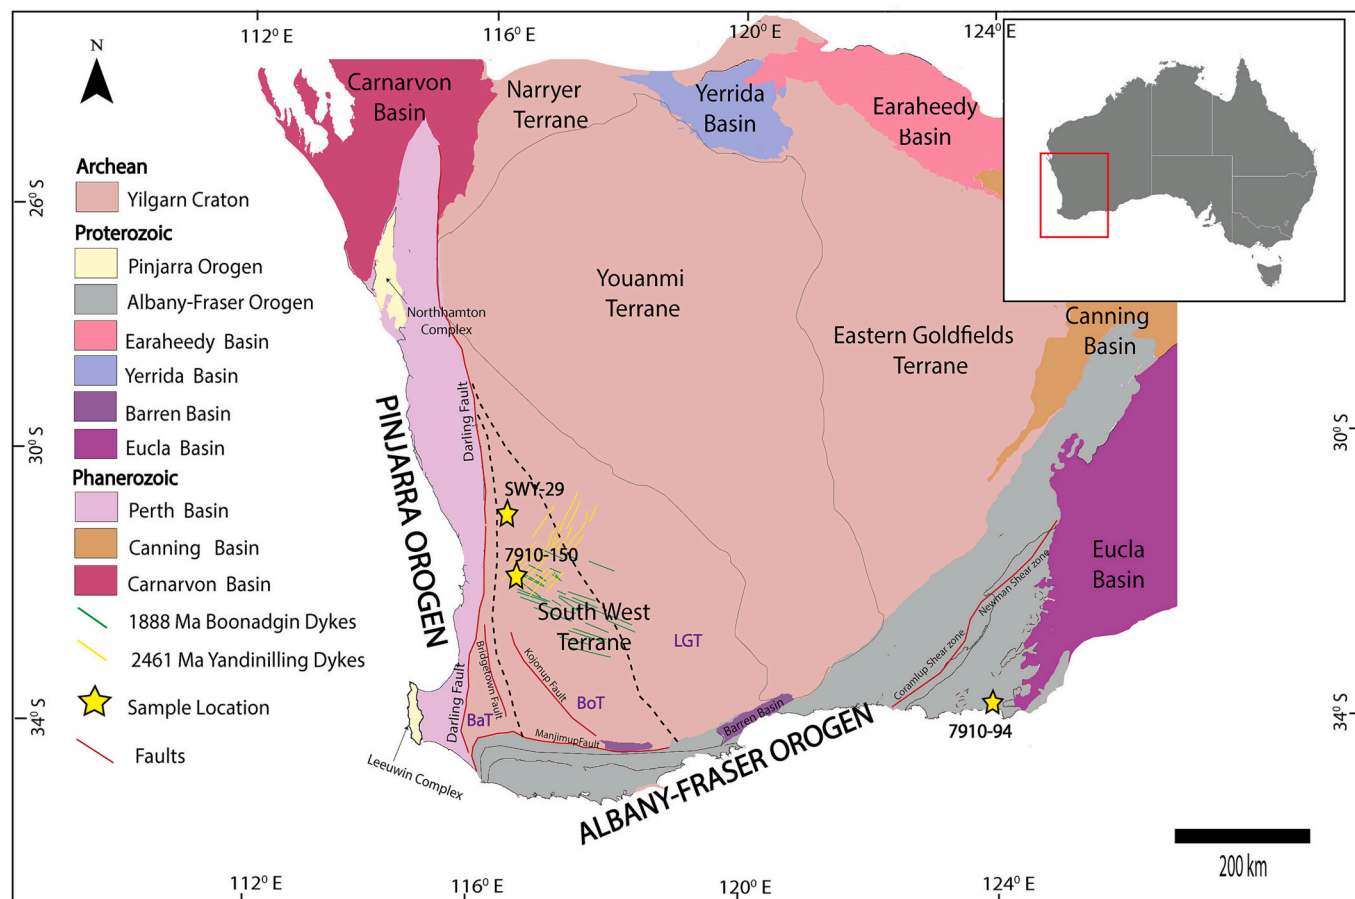 112⁰ E
116⁰ E
120⁰ E
124⁰ E
N
Carnarvon
Basin
Narryer
Terrane
Yerrida
Basin
Earaheedy
Basin
Archean
Yilgarn Craton
Proterozoic
Pinjarra Orogen
Albany-Fraser Orogen
Earaheedy Basin
Yerrida Basin
Barren Basin
Eucla Basin
Phanerozoic
Perth Basin
Canning Basin
Carnarvon Basin
1888 Ma Boonadgin Dykes
2461 Ma Yandinilling Dykes
Sample Location
Faults
26⁰ S
30⁰ S
34⁰ S
Northhamton
Complex
Youanmi
Terrane
Eastern Goldfields
Terrane
Canning
Basin
30⁰ S
34⁰ S
PINJARRA OROGEN
Darling Fault
SWY-29
7910-150
South West
Terrane
LGT
Eucla
Basin
Newman Shear zone
Coramlup Shear zone
Bridgetown Fault
Kojonup Fault
Darling Fault
BaT
BoT
ManjimupFault
Barren Basin
7910-94
Leeuwin Complex
ALBANY-FRASER OROGEN
200 km
112⁰ E
116⁰ E
120⁰ E
124⁰ E